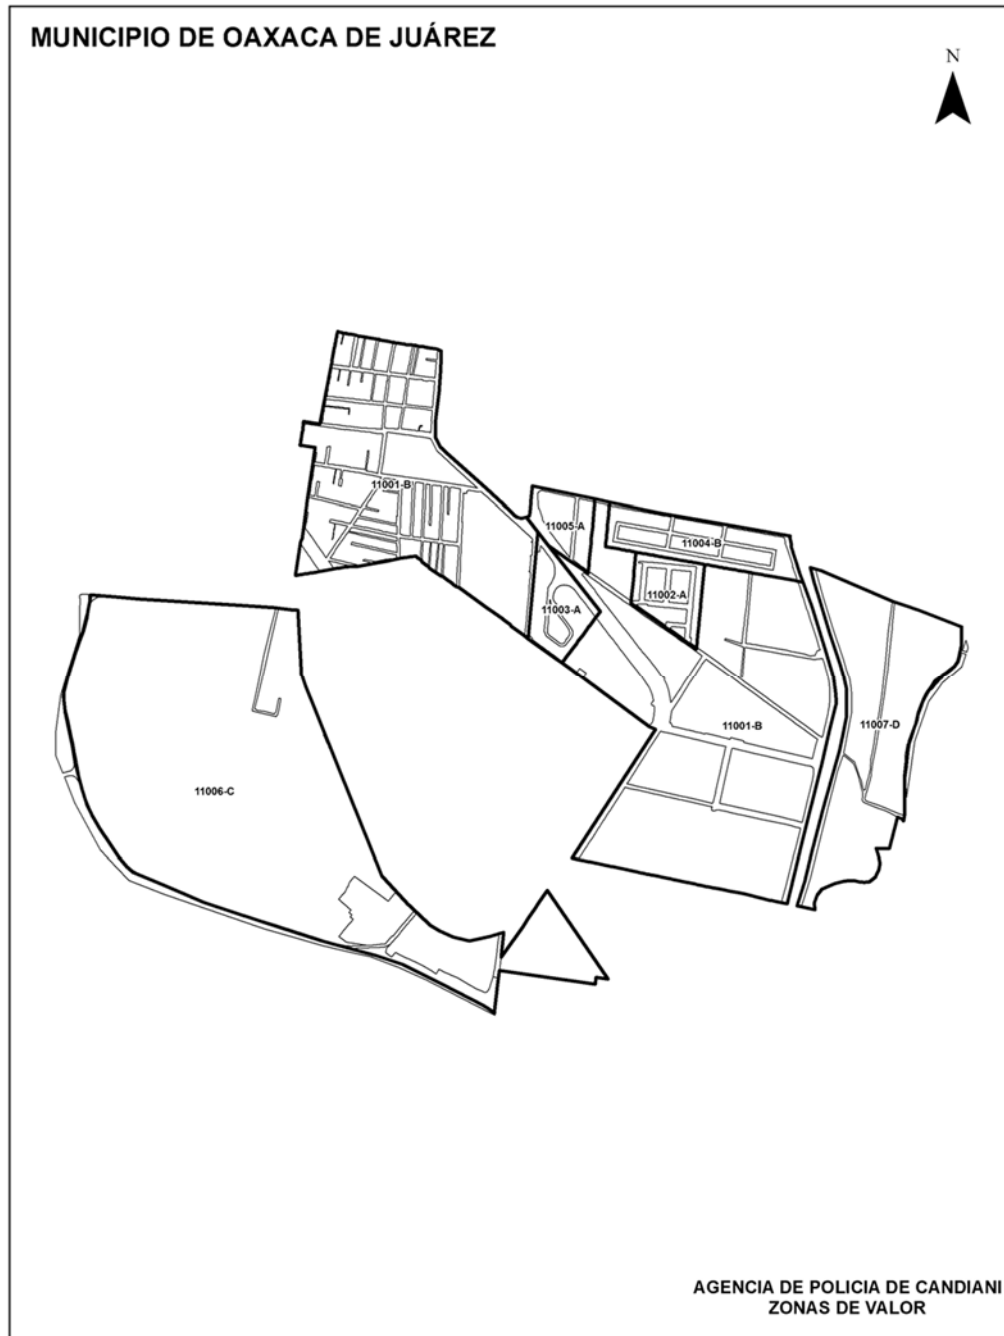 MUNICIPIO DE OAXACA DE JUÁREZ
N
11001-B
11005-A
11004-B
11002-A
11003-A
11001-B
11007-D
11006-C
AGENCIA DE POLICIA DE CANDIANI
ZONAS DE VALOR